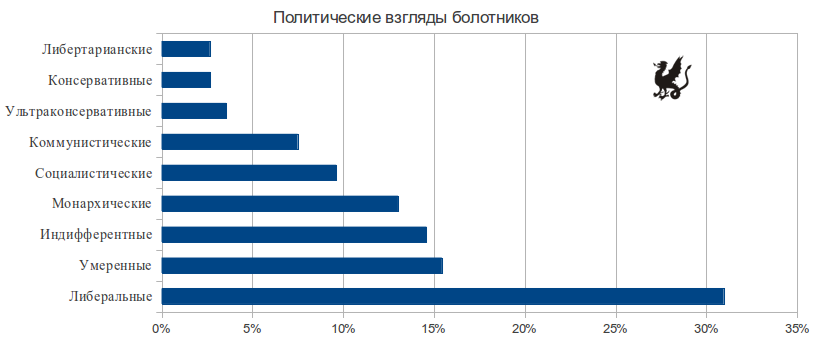 Политические взгляды болотников
Либертарианские
Консервативные
Ультраконсервативные
Коммунистические
Социалистические
Монархические
Индифферентные
Умеренные
Либеральные
0% 5% 10% 15% 20% 25% 30% 35%